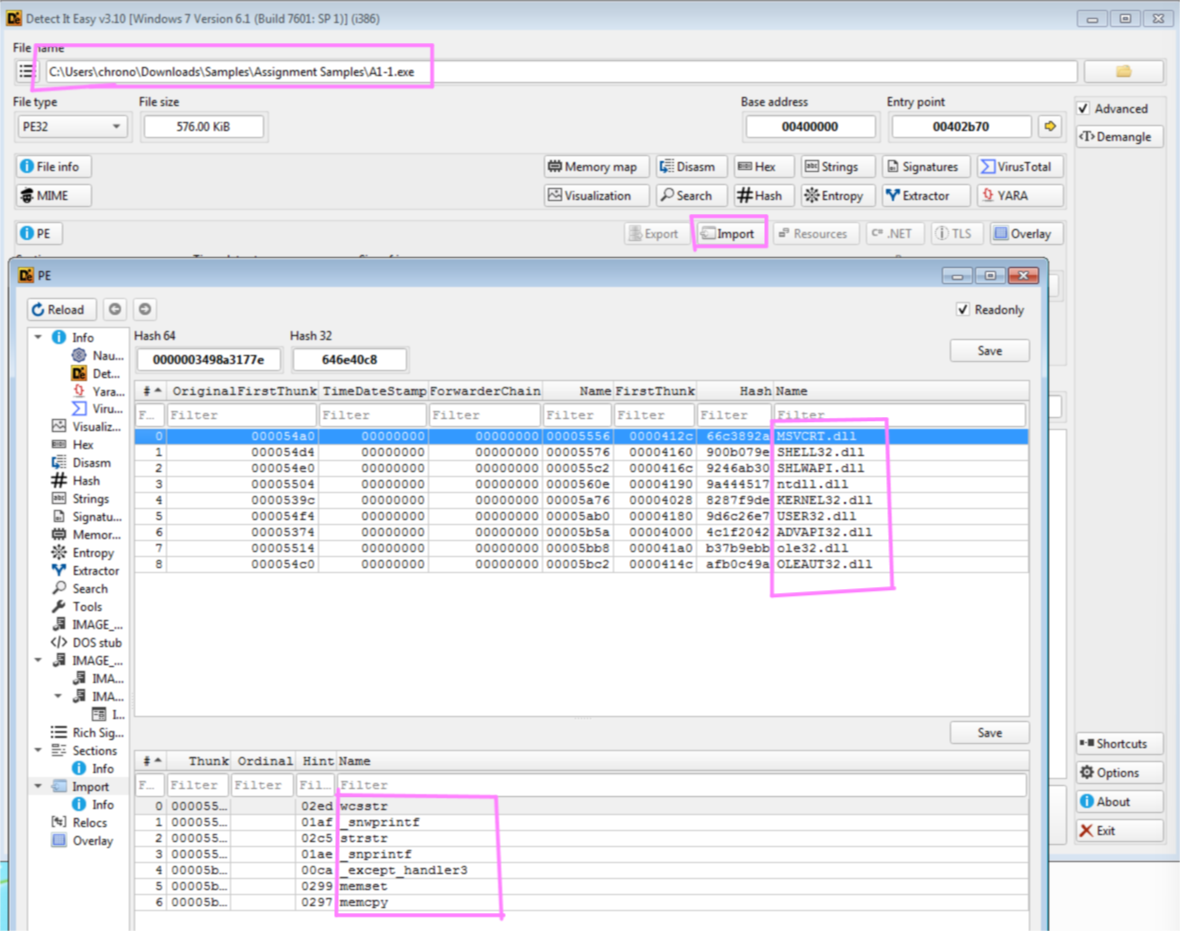 Detect It Easy v3.10 [Windows 7 Version 6.1 (Build 7601: SP 1)] (i386)
File name
C:\Users\chrono\Downloads\Samples\Assignment Samples\A1-1.exe
File type File size Base address Entry point
PE32 576.00 KiB 00400000 00402b70
Advanced
Demangle
File info Memory map Disasm Hex Strings Signatures VirusTotal
MIME Visualization Search Hash Entropy Extractor YARA
PE Export Import Resources .NET TLS Overlay
PE
Reload Readonly
Hash 64 Hash 32
0000003498a3177e 646e40c8 Save
# OriginalFirstThunk TimeDateStamp ForwarderChain Name FirstThunk Hash Name
F... Filter Filter Filter Filter Filter Filter Filter
0 000054a0 00000000 00000000 00005556 0000412c 66c3892a MSVCRT.dll
1 000054d4 00000000 00000000 00005576 00004160 900b079e SHELL32.dll
2 000054e0 00000000 00000000 000055c2 0000416c 9246ab30 SHLWAPI.dll
3 00005504 00000000 00000000 0000560e 00004190 9a444517 ntdll.dll
4 0000539c 00000000 00000000 00005a76 00004028 8287f9de KERNEL32.dll
5 000054f4 00000000 00000000 00005ab0 00004180 9d6c26e7 USER32.dll
6 00005374 00000000 00000000 00005b5a 00004000 4c1f2042 ADVAPI32.dll
7 00005514 00000000 00000000 00005bb8 000041a0 b37b9ebb ole32.dll
8 000054c0 00000000 00000000 00005bc2 0000414c afb0c49a OLEAUT32.dll
Info
Nau...
Det...
Yara...
Viru...
Visualiz...
Hex
Disasm
Hash
Strings
Signatu...
Memor...
Entropy
Extractor
Search
Tools
IMAGE_...
DOS stub
IMAGE_...
IMA...
IMA...
I...
Rich Sig...
Sections
Info
Import
Info
Relocs
Overlay
Save
# Thunk Ordinal Hint Name
F... Filter Filter Fil... Filter
0 000055... 02ed wcsstr
1 000055... 01af _snwprintf
2 000055... 02c5 strstr
3 000055... 01ae _snprintf
4 00005b... 00ca _except_handler3
5 00005b... 0299 memset
6 00005b... 0297 memcpy
Shortcuts
Options
About
Exit